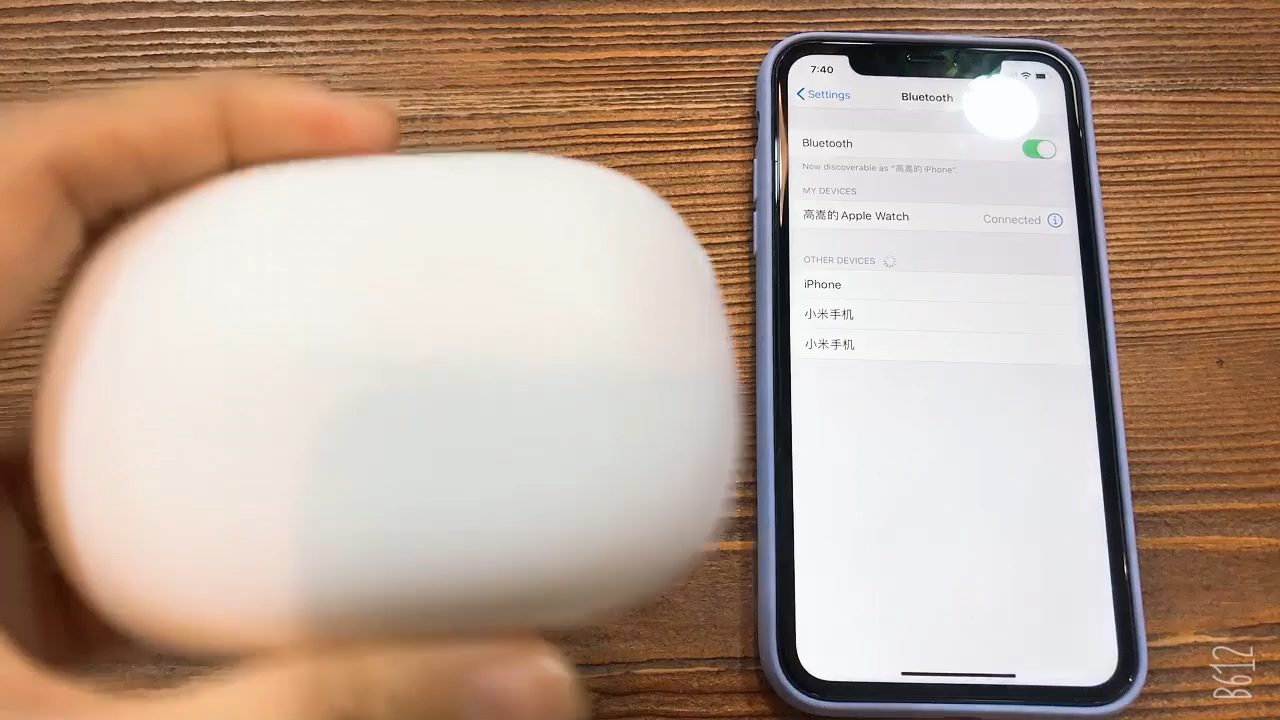 7:40
Settings
Bluetooth
Bluetooth
Now discoverable as “高嵩的 iPhone”.
MY DEVICES
高嵩的 Apple Watch Connected
OTHER DEVICES
iPhone
小米手机
小米手机
B612